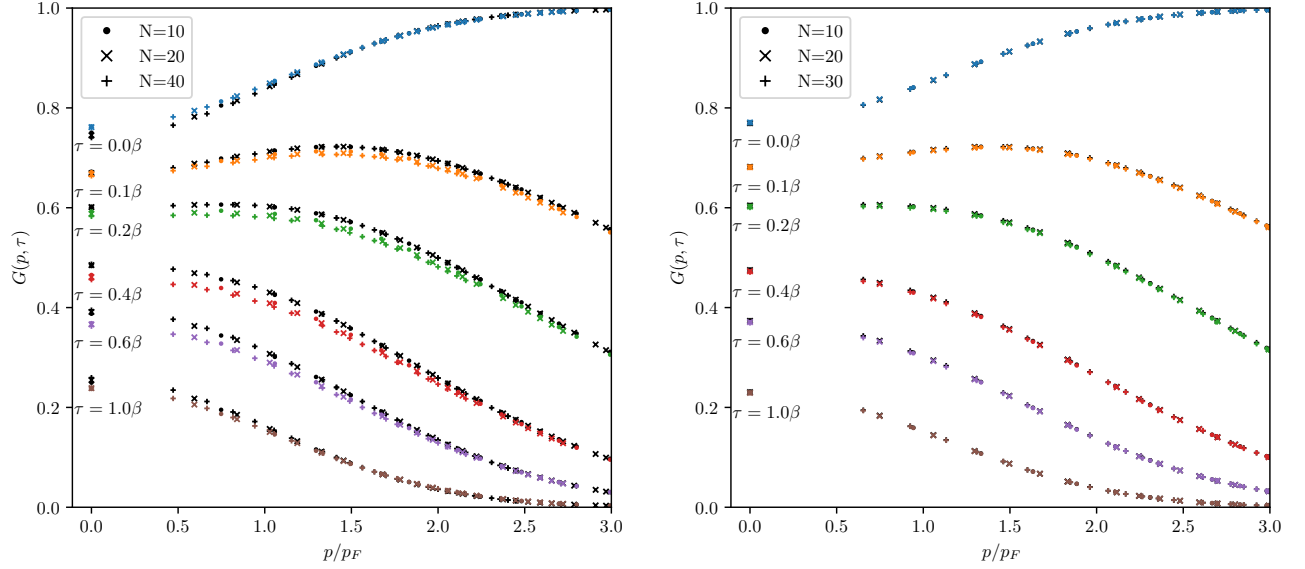 1.0
0.8
0.6
0.4
0.2
0.0
G(p, τ)
N=10
N=20
N=40
τ = 0.0β
τ = 0.1β
τ = 0.2β
τ = 0.4β
τ = 0.6β
τ = 1.0β
0.0 0.5 1.0 1.5 2.0 2.5 3.0
p/p_F
1.0
0.8
0.6
0.4
0.2
0.0
G(p, τ)
N=10
N=20
N=30
τ = 0.0β
τ = 0.1β
τ = 0.2β
τ = 0.4β
τ = 0.6β
τ = 1.0β
0.0 0.5 1.0 1.5 2.0 2.5 3.0
p/p_F